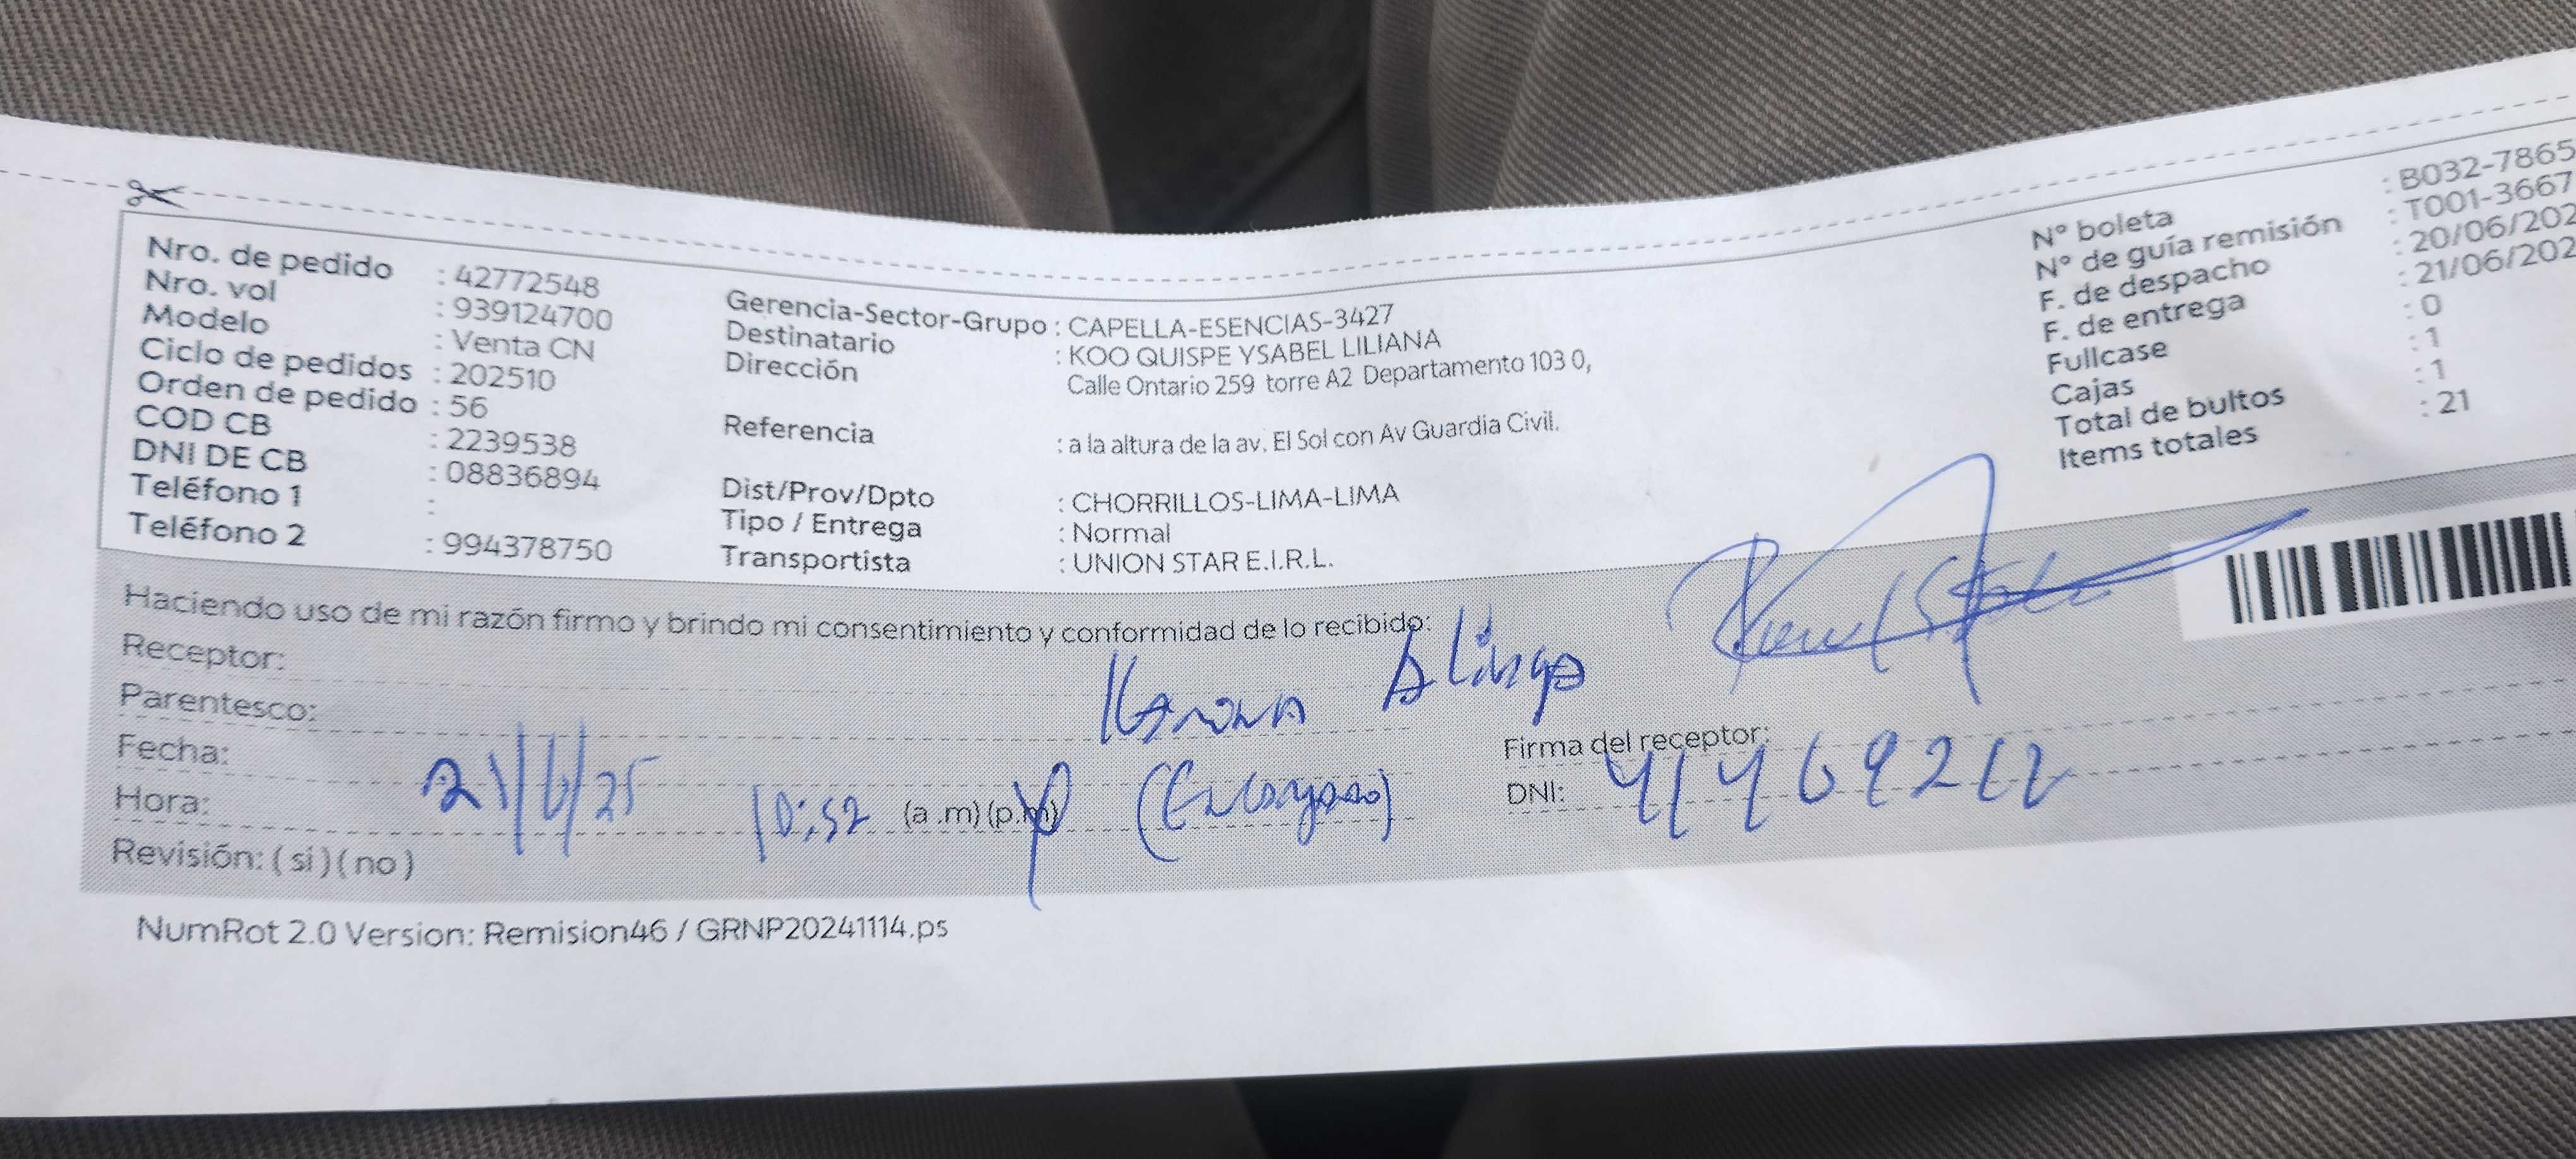 Nro. de pedido : 42772548
Nro. vol : 939124700
Modelo : Venta CN
Ciclo de pedidos : 202510
Orden de pedido : 56
COD CB : 2239538
DNI DE CB : 08836894
Teléfono 1 :
Teléfono 2 : 994378750
Gerencia-Sector-Grupo : CAPELLA-ESENCIAS-3427
Destinatario : KOO QUISPE YSABEL LILIANA
Dirección Calle Ontario 259 torre A2 Departamento 103 0,
Referencia : a la altura de la av. El Sol con Av Guardia Civil.
Dist/Prov/Dpto : CHORRILLOS-LIMA-LIMA
Tipo / Entrega : Normal
Transportista : UNION STAR E.I.R.L.
N° boleta : B032-7865
N° de guía remisión : T001-3667
F. de despacho : 20/06/202
F. de entrega : 21/06/202
Fullcase : 0
Cajas : 1
Total de bultos : 1
Items totales : 21
Haciendo uso de mi razón firmo y brindo mi consentimiento y conformidad de lo recibido:
Receptor:
Parentesco:
Fecha: 21/6/25
Hora: 10:52 (a .m) (p.m)
Revisión: ( si ) ( no )
Firma del receptor:
DNI:
NumRot 2.0 Version: Remision46 / GRNP20241114.ps